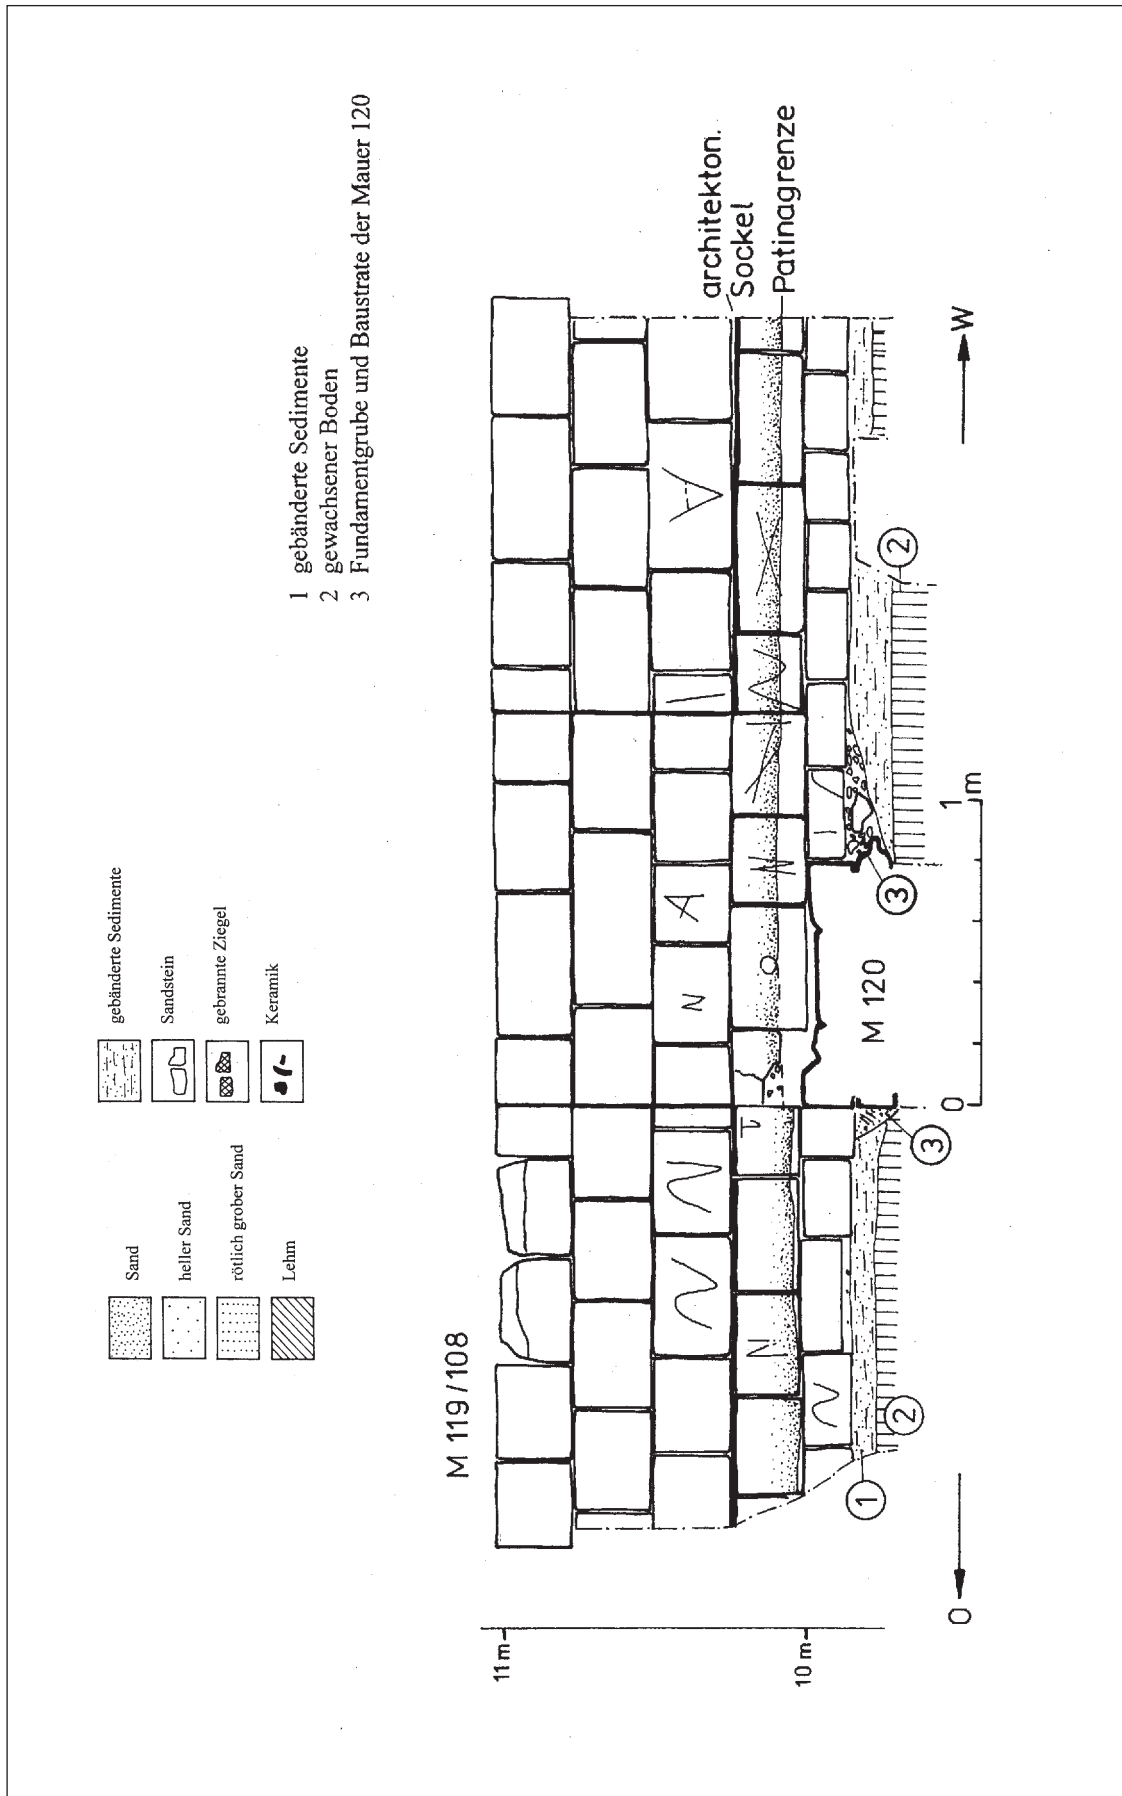 Sand
heller Sand
rötlich grober Sand
Lehm
gebänderte Sedimente
Sandstein
gebrannte Ziegel
Keramik
1 gebänderte Sedimente
2 gewachsener Boden
3 Fundamentgrube und Baustrate der Mauer 120
M 119/108
architekton.
Sockel
Patinagrenze
11 m
10 m
M 120
1
2
3
3
2
0
1
m
O
W